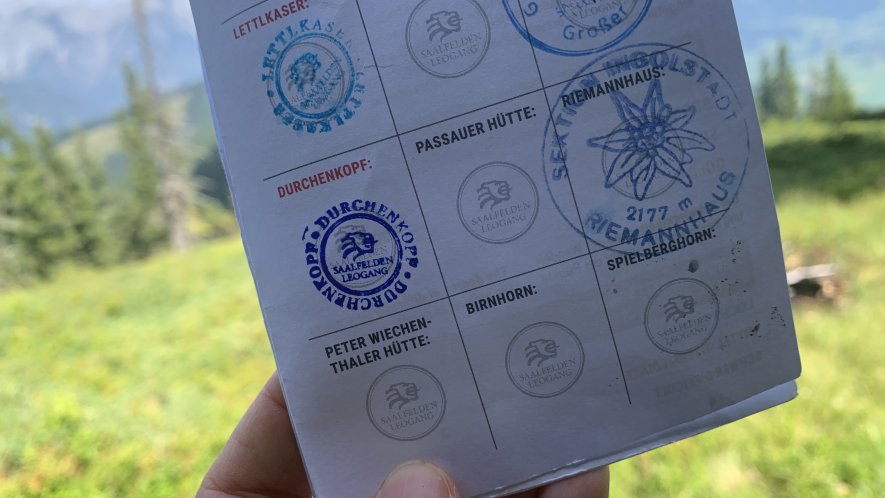 LETTLKASER:
LETTLKASER
LETTLKASER
SAALFELDEN
LEOGANG
Großer
DURCHENKOPF:
DURCHENKOPF
DURCHENKOPF
SAALFELDEN
LEOGANG
PASSAUER HÜTTE:
SAALFELDEN
LEOGANG
RIEMANNHAUS:
SEKTION INGOLSTADT
2177 m
RIEMANNHAUS
PETER WIECHEN-
THALER HÜTTE:
SAALFELDEN
LEOGANG
BIRNHORN:
SAALFELDEN
LEOGANG
SPIELBERGHORN:
SAALFELDEN
LEOGANG